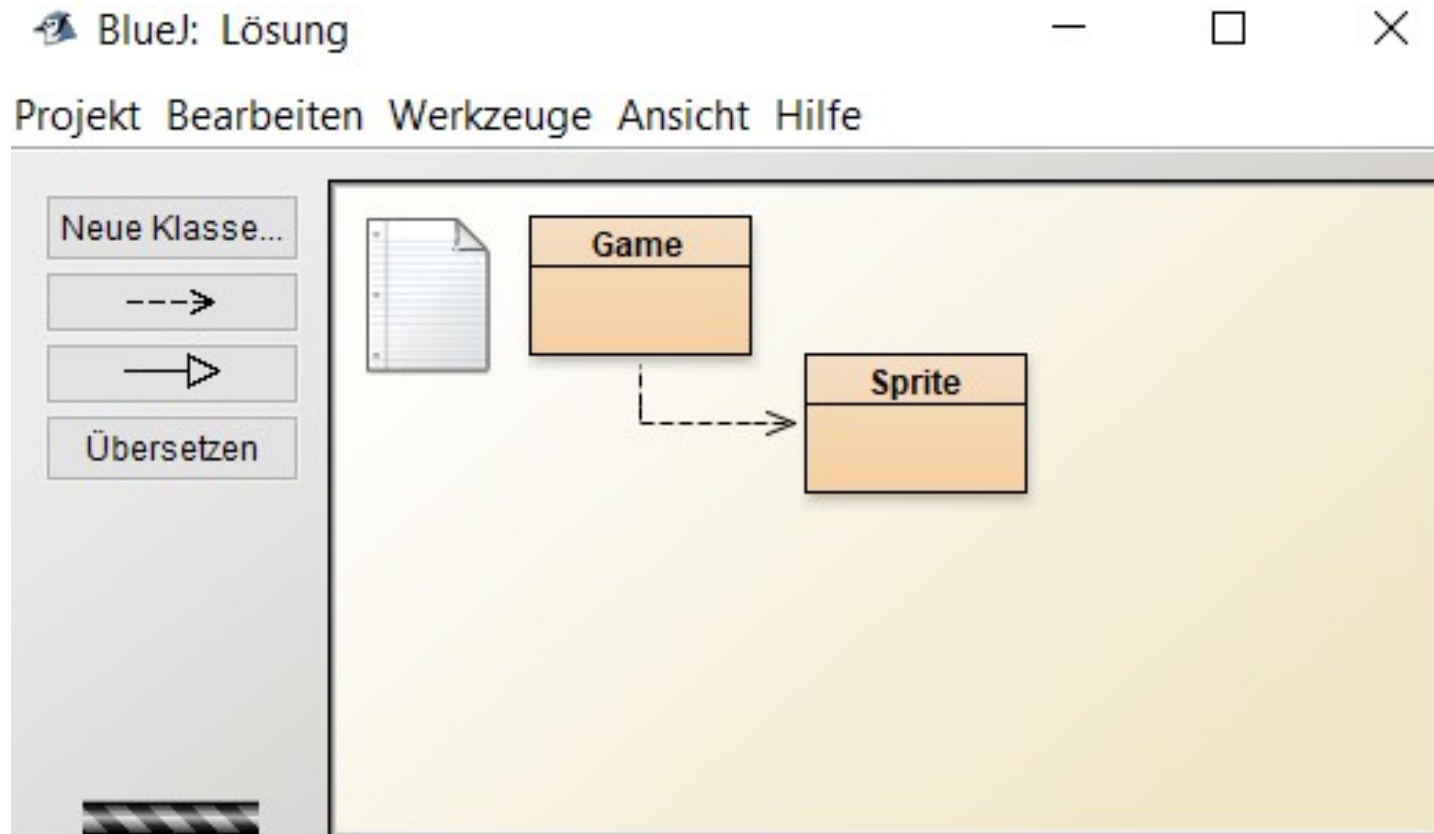 BlueJ: Lösung
Projekt Bearbeiten Werkzeuge Ansicht Hilfe
Neue Klasse...
Übersetzen
Game
Sprite